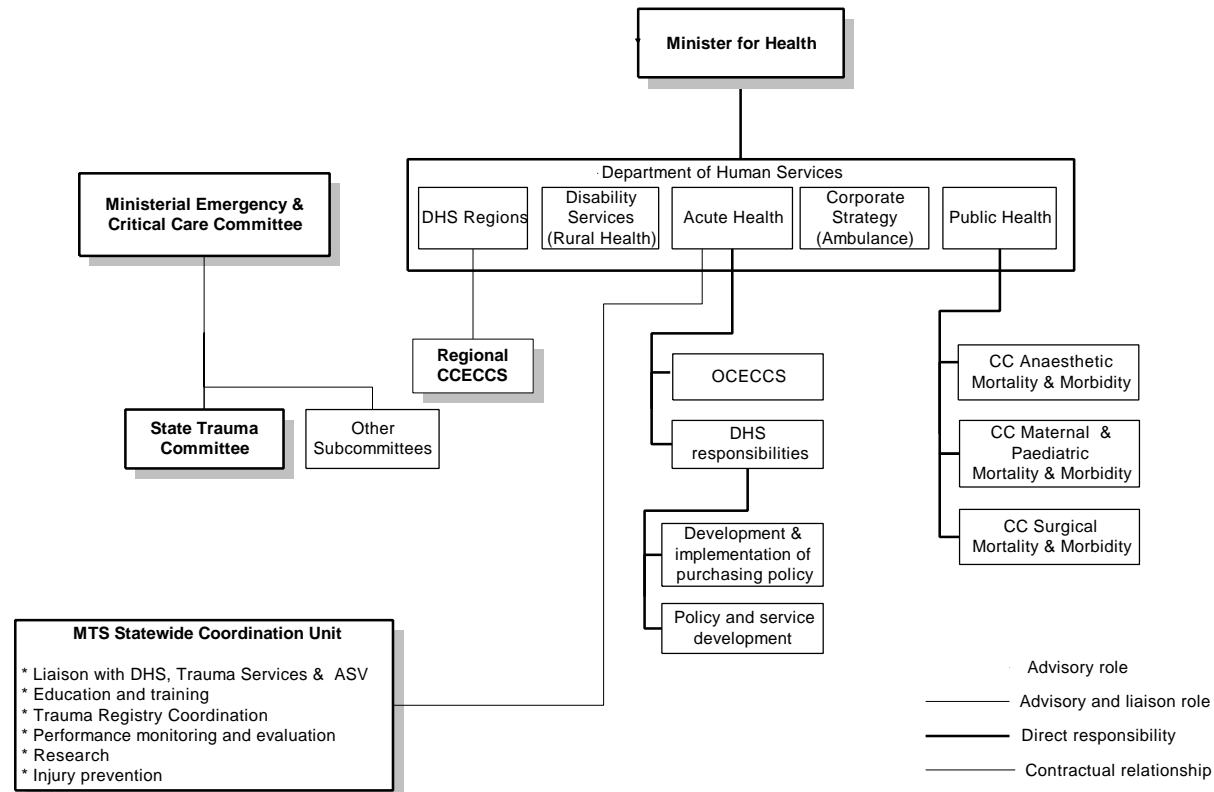 Minister for Health
Department of Human Services
DHS Regions
Disability
Services
(Rural Health)
Acute Health
Corporate
Strategy
(Ambulance)
Public Health
Ministerial Emergency &
Critical Care Committee
Regional
CCECCS
State Trauma
Committee
Other
Subcommittees
OCECCS
DHS
responsibilities
Development &
implementation of
purchasing policy
Policy and service
development
CC Anaesthetic
Mortality & Morbidity
CC Maternal &
Paediatric
Mortality & Morbidity
CC Surgical
Mortality & Morbidity
MTS Statewide Coordination Unit
* Liaison with DHS, Trauma Services & ASV
* Education and training
* Trauma Registry Coordination
* Performance monitoring and evaluation
* Research
* Injury prevention
Advisory role
Advisory and liaison role
Direct responsibility
Contractual relationship